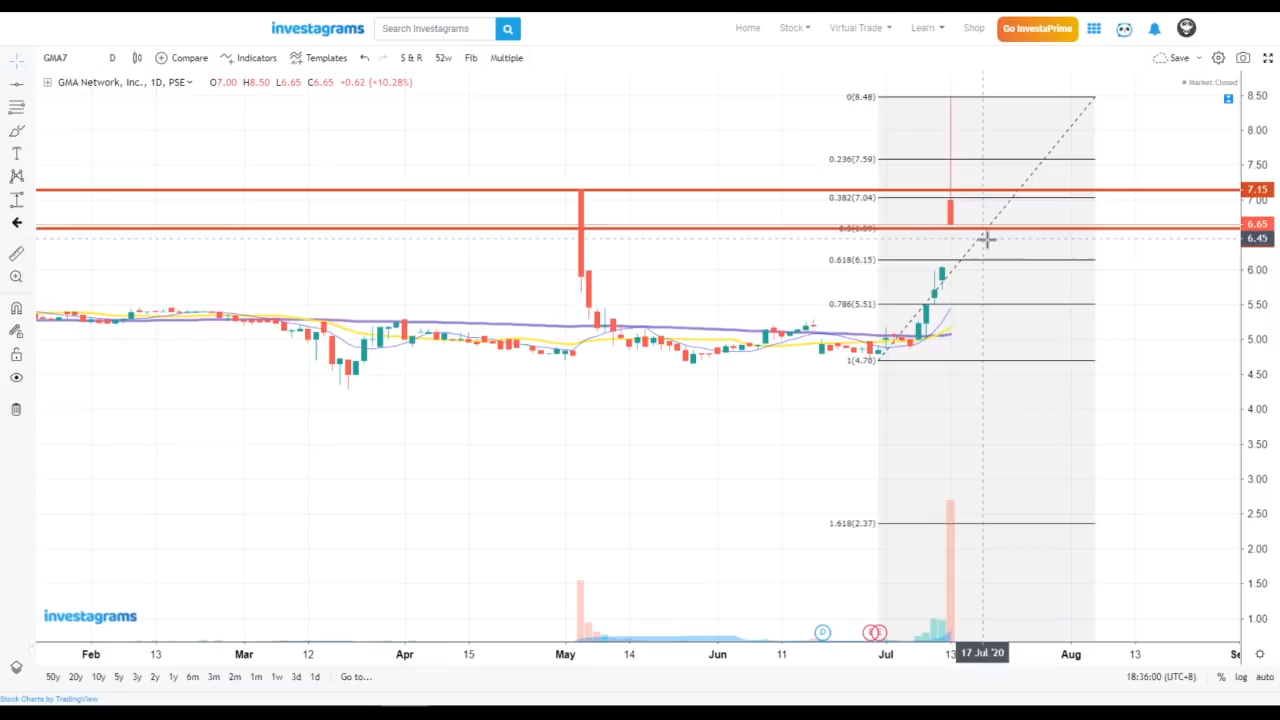 investagrams
Search Investagrams
Home Stock Virtual Trade Learn Shop Go InvestaPrime
GMA7 D Compare Indicators Templates S & R 52w Fib Multiple Save
GMA Network, Inc., 1D, PSE O7.00 H8.50 L6.65 C6.65 +0.62 (+10.28%)
Market Closed
0(8.48)
8.50
8.00
0.236(7.59)
7.50
7.15
0.382(7.04)
7.00
6.65
6.45
0.618(6.15)
6.00
0.786(5.51)
5.50
5.00
1(4.70)
4.50
4.00
3.50
3.00
2.50
1.618(2.37)
2.00
1.50
investagrams
1.00
D E
Feb 13 Mar 12 Apr 13 May 14 Jun 11 Jul 13 17 Jul '20 Aug 13
50y 20y 10y 5y 3y 2y 1y 6m 3m 2m 1m 1w 3d 1d Go to... 18:36:00 (UTC+8) % log auto
Stock Charts by TradingView